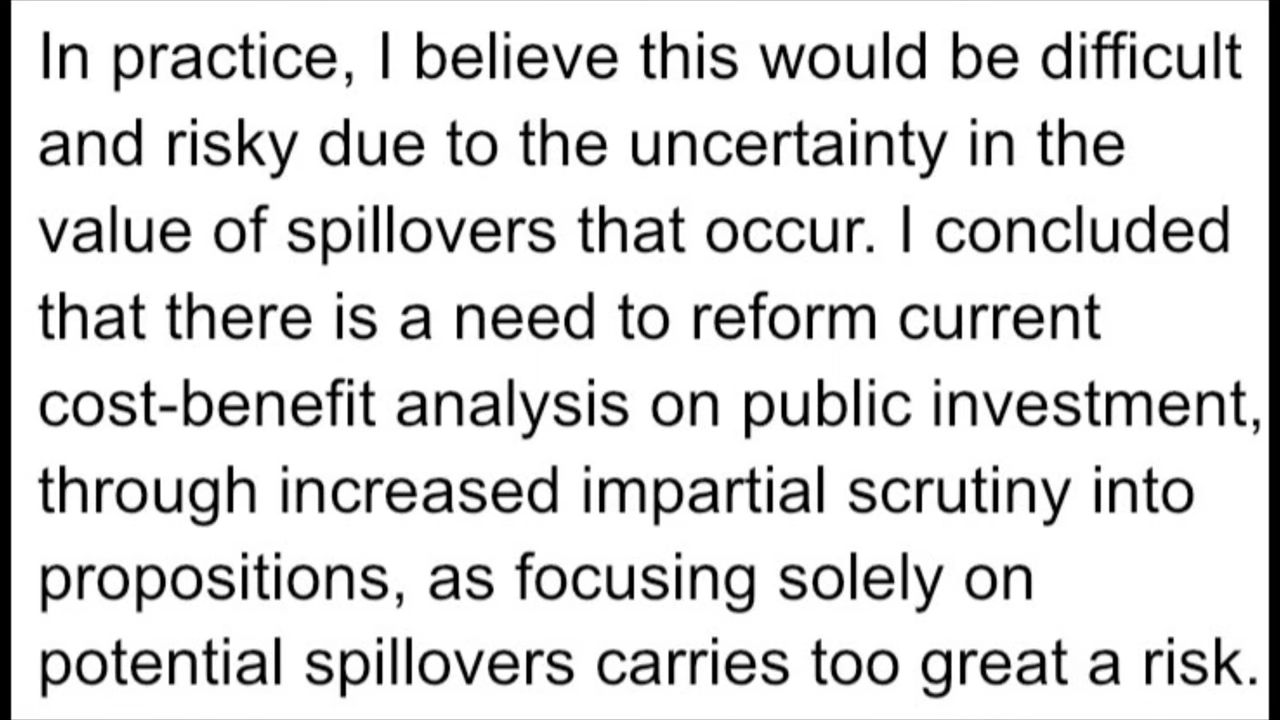 In practice, I believe this would be difficult
and risky due to the uncertainty in the
value of spillovers that occur. I concluded
that there is a need to reform current
cost-benefit analysis on public investment,
through increased impartial scrutiny into
propositions, as focusing solely on
potential spillovers carries too great a risk.